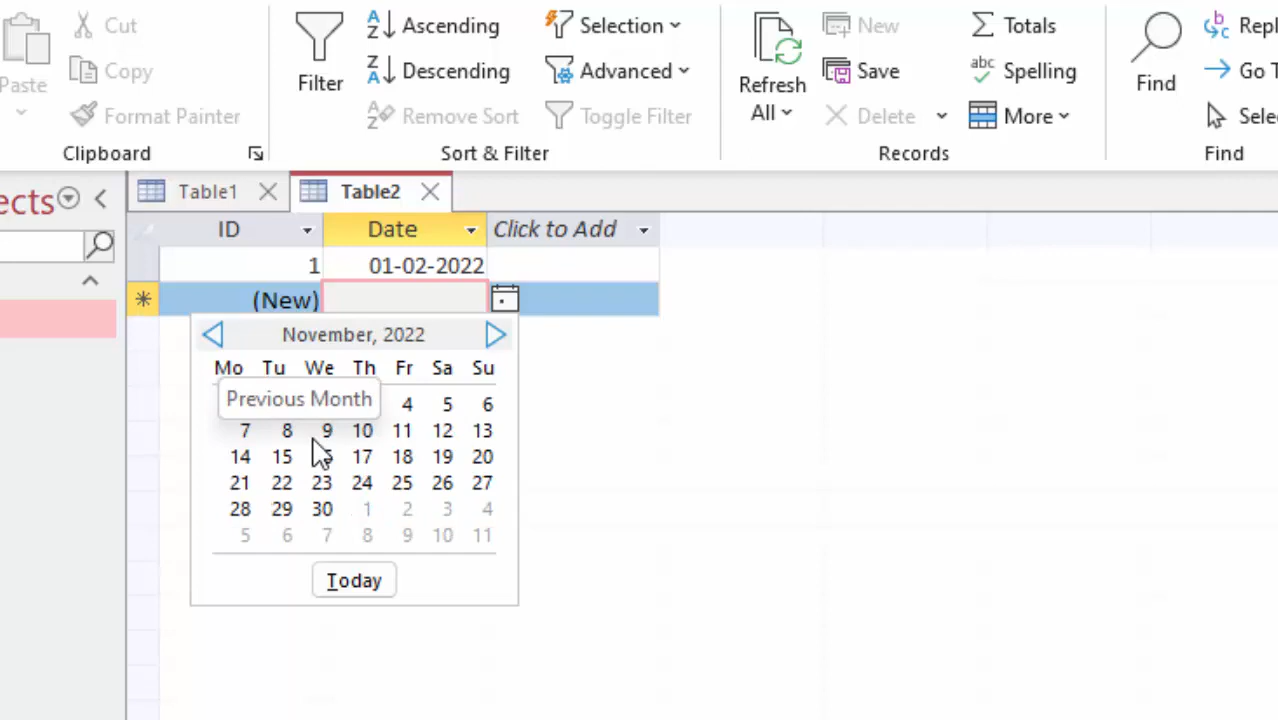 Cut
Ascending
Selection
New
Totals
Repl
Copy
Descending
Advanced
Save
Spelling
Go T
Paste
Filter
Refresh
All
Find
Format Painter
Remove Sort
Toggle Filter
Delete
More
Sele
Clipboard
Sort & Filter
Records
Find
ects
Table1
Table2
ID
Date
Click to Add
1
01-02-2022
(New)
November, 2022
Mo Tu We Th Fr Sa Su
Previous Month
4 5 6
7 8 9 10 11 12 13
14 15 17 18 19 20
21 22 23 24 25 26 27
28 29 30 1 2 3 4
5 6 7 8 9 10 11
Today